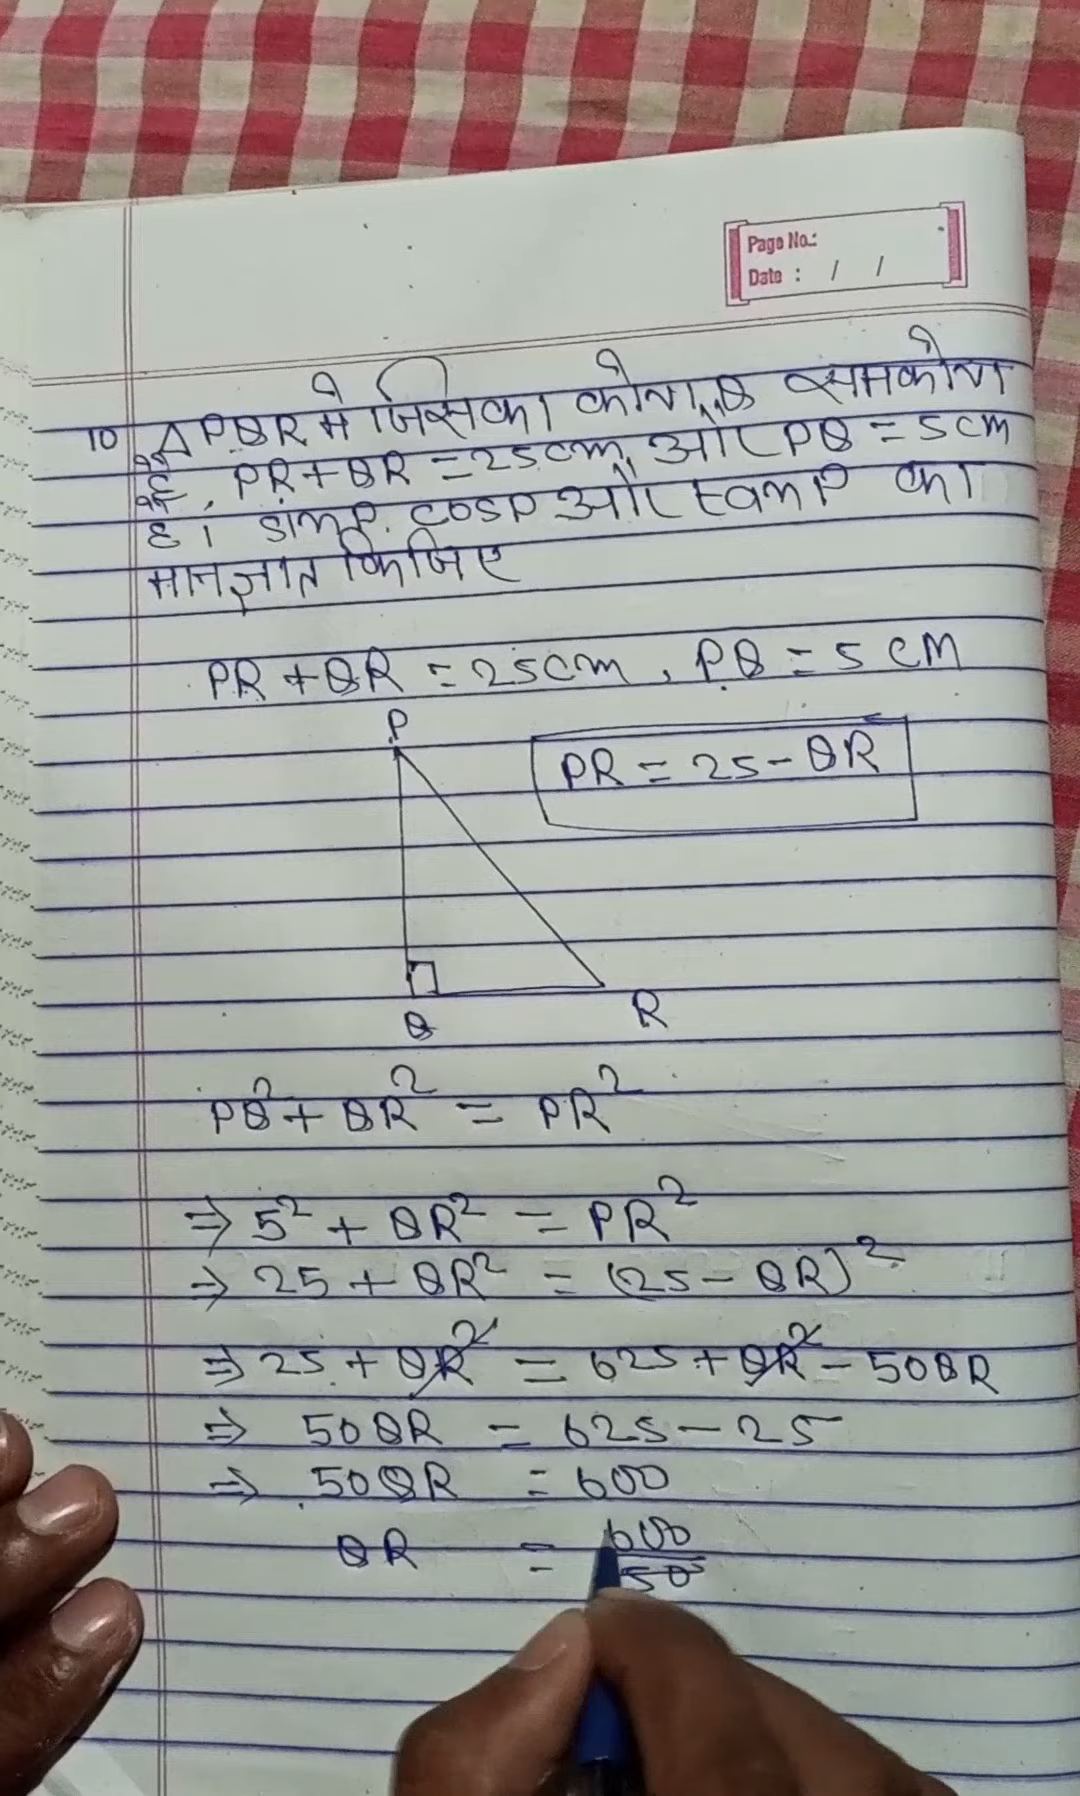 Page No.:
Date : / /
10 Δ PQR में जिसका कोण Q समकोण
है, PR + QR = 25cm, और PQ = 5cm
है। sinp. cosp और tanp का
मान ज्ञात किजिए
PR + QR = 25cm, PQ = 5 CM
P
PR = 25 - QR
Q R
PQ² + QR² = PR²
⇒ 5² + QR² = PR²
⇒ 25 + QR² = (25 - QR)²
⇒ 25 + QR² = 625 + QR² - 50QR
⇒ 50QR = 625 - 25
⇒ 50QR = 600
QR = 600
50